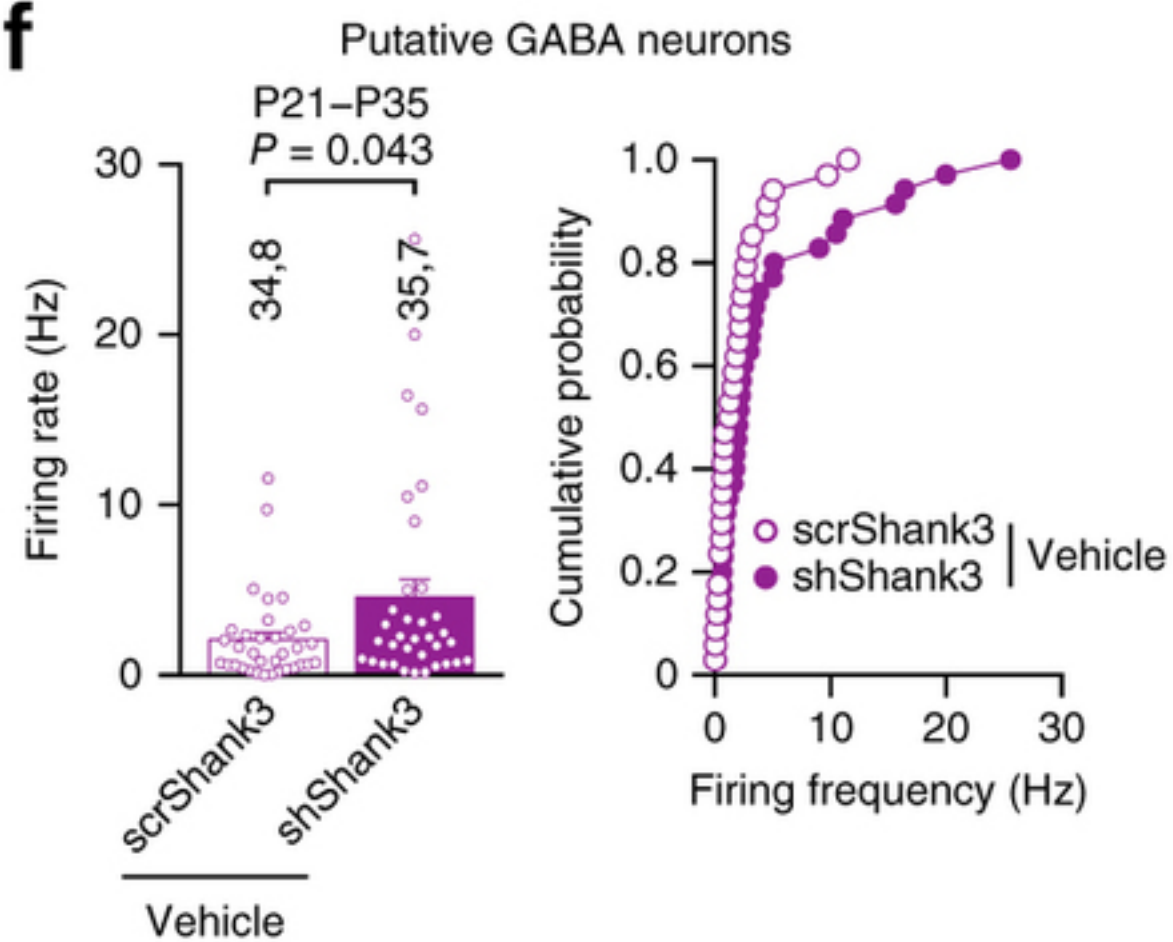 f
Putative GABA neurons
P21–P35
P = 0.043
30
20
10
0
Firing rate (Hz)
34,8
35,7
scrShank3
shShank3
Vehicle
1.0
0.8
0.6
0.4
0.2
0
Cumulative probability
scrShank3
shShank3
Vehicle
0 10 20 30
Firing frequency (Hz)